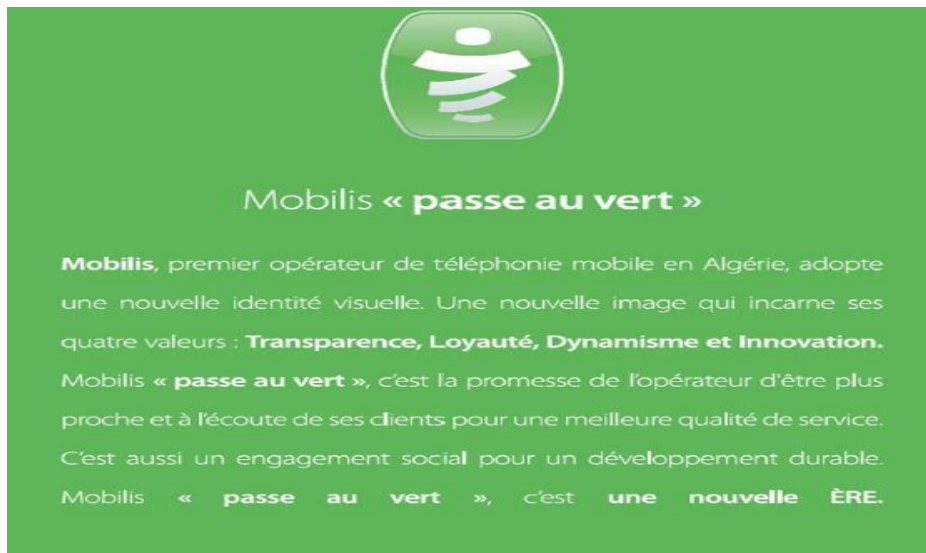 Mobilis « passe au vert »
Mobilis, premier opérateur de téléphonie mobile en Algérie, adopte
une nouvelle identité visuelle. Une nouvelle image qui incarne ses
quatre valeurs : Transparence, Loyauté, Dynamisme et Innovation.
Mobilis « passe au vert », c’est la promesse de l’opérateur d'être plus
proche et à l’écoute de ses clients pour une meilleure qualité de service.
C’est aussi un engagement social pour un développement durable.
Mobilis « passe au vert », c’est une nouvelle ÈRE.